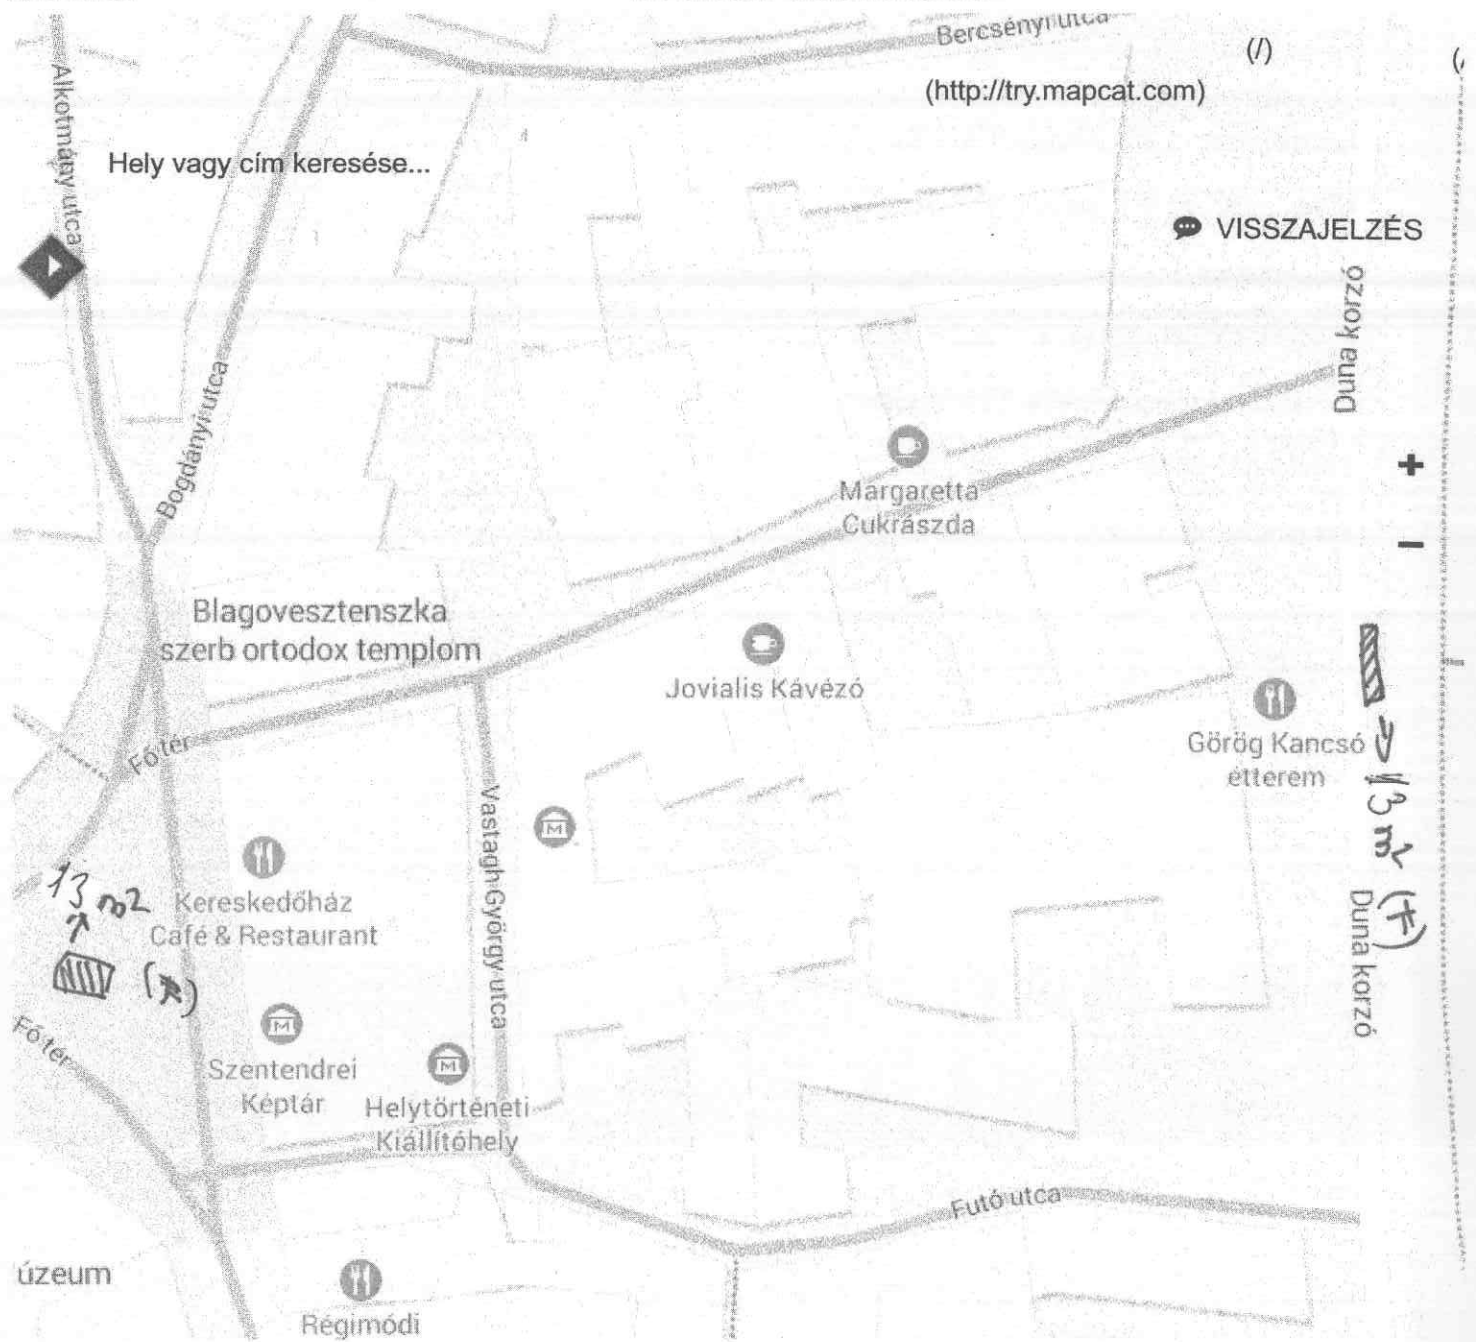 Bercsényi utca
(/)
(http://try.mapcat.com)
Alkotmány utca
Hely vagy cím keresése...
VISSZAJELZÉS
Duna korzó
Bogdányi utca
Margaretta
Cukrászda
+
−
Blagovesztenszka
szerb ortodox templom
Jovialis Kávézó
Görög Kancsó
étterem
Fő tér
Vastagh György utca
13 m2
13 m2
Kereskedőház
Café & Restaurant
Duna korzó
Fő tér
Szentendrei
Képtár
Helytörténeti
Kiállítóhely
Futó utca
úzeum
Régimódi